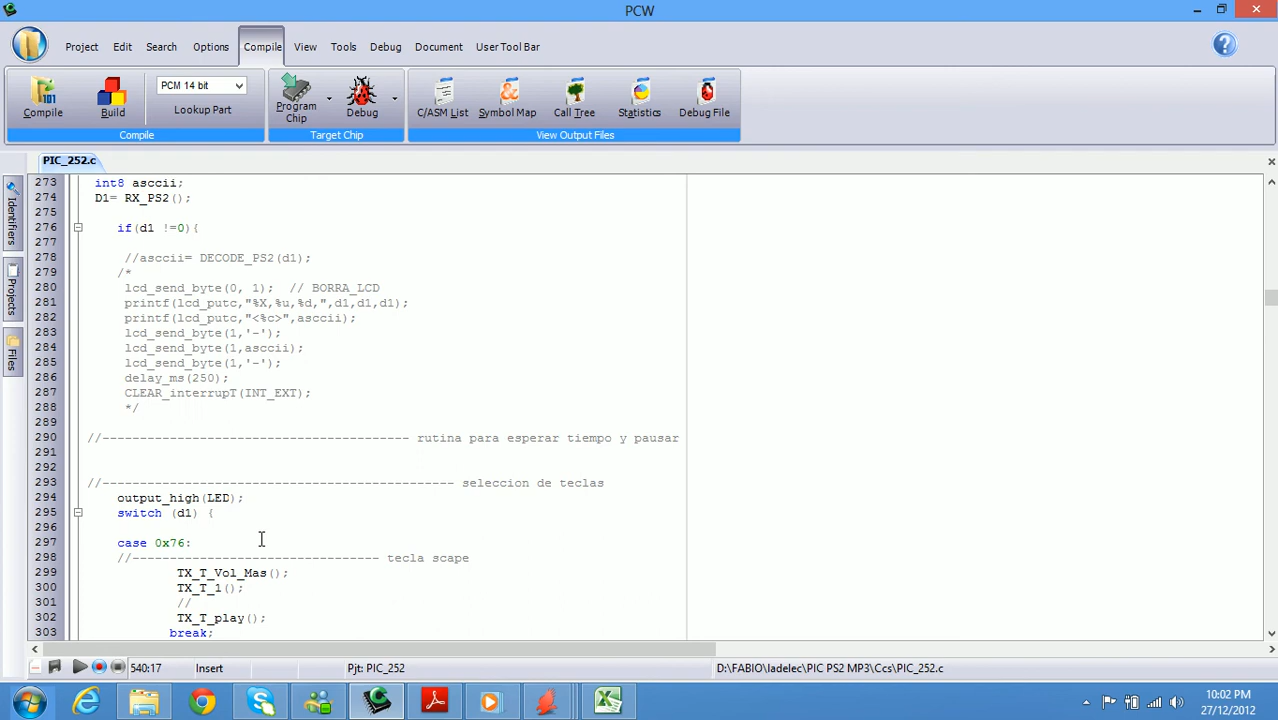 PCW
Project Edit Search Options Compile View Tools Debug Document User Tool Bar
Compile Build PCM 14 bit Lookup Part Program Chip Debug C/ASM List Symbol Map Call Tree Statistics Debug File
Compile Target Chip View Output Files
PIC_252.c
Identifiers
Projects
Files
273 int8 asccii;
274 D1= RX_PS2();
275
276 if(d1 !=0){
277
278 //asccii= DECODE_PS2(d1);
279 /*
280 lcd_send_byte(0, 1); // BORRA_LCD
281 printf(lcd_putc,"%X,%u,%d,",d1,d1,d1);
282 printf(lcd_putc,"<%c>",asccii);
283 lcd_send_byte(1,'-');
284 lcd_send_byte(1,asccii);
285 lcd_send_byte(1,'-');
286 delay_ms(250);
287 CLEAR_interrupT(INT_EXT);
288 */
289
290 //----------------------------------------- rutina para esperar tiempo y pausar
291
292
293 //----------------------------------------------- seleccion de teclas
294 output_high(LED);
295 switch (d1) {
296
297 case 0x76:
298 //--------------------------------- tecla scape
299 TX_T_Vol_Mas();
300 TX_T_1();
301 //
302 TX_T_play();
303 break;
540:17 Insert Pjt: PIC_252 D:\FABIO\ladelec\PIC PS2 MP3\Ccs\PIC_252.c
10:02 PM
27/12/2012